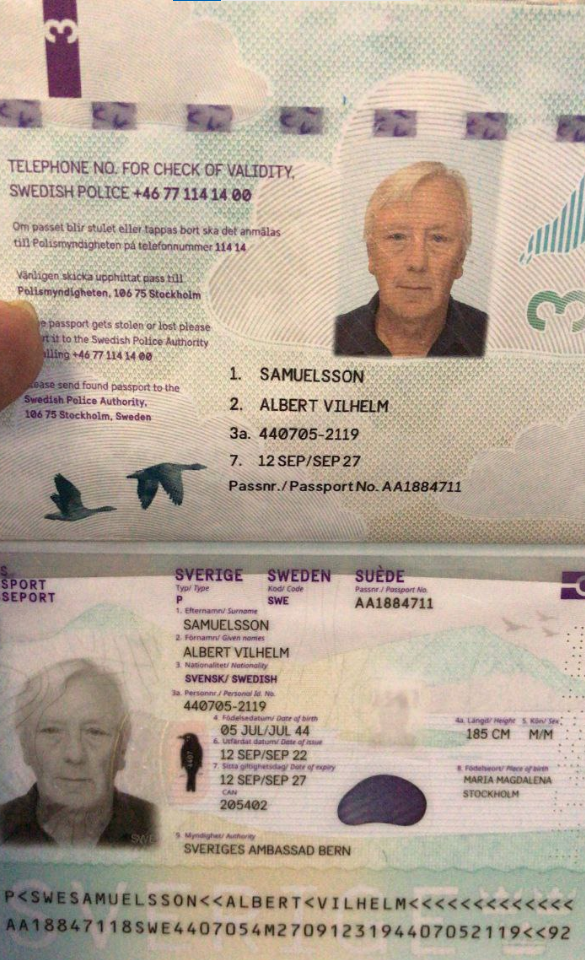 3
TELEPHONE NO. FOR CHECK OF VALIDITY,
SWEDISH POLICE +46 77 114 14 00
Om passet blir stulet eller tappas bort ska det anmälas
till Polismyndigheten på telefonnummer 114 14
Vänligen skicka upphittat pass till
Polismyndigheten, 106 75 Stockholm
passport gets stolen or lost please
it to the Swedish Police Authority
+46 77 114 14 00
send found passport to the
Swedish Police Authority,
106 75 Stockholm, Sweden
3
1. SAMUELSSON
2. ALBERT VILHELM
3a. 440705-2119
7. 12 SEP/SEP 27
Passnr./Passport No. AA1884711
SVERIGE SWEDEN SUÈDE
Typ/Type Kod/Code Passnr./Passport No.
P SWE AA1884711
1. Efternamn/Surname
SAMUELSSON
2. Förnamn/Given names
ALBERT VILHELM
3. Nationalitet/Nationality
SVENSK/SWEDISH
3a. Personnr/Personal Id. No.
440705-2119
4. Födelsedatum/Date of birth 4a. Längd/Height 5. Kön/Sex
05 JUL/JUL 44 185 CM M/M
6. Utfärdat datum/Date of issue
12 SEP/SEP 22
7. Sista giltighetsdag/Date of expiry 8. Födelseort/Place of birth
12 SEP/SEP 27 MARIA MAGDALENA
CAN STOCKHOLM
205402
9. Myndighet/Authority
SVERIGES AMBASSAD BERN
P<SWESAMUELSSON<<ALBERT<VILHELM<<<<<<<<<<<<<
AA18847118SWE4407054M2709123194407052119<<92